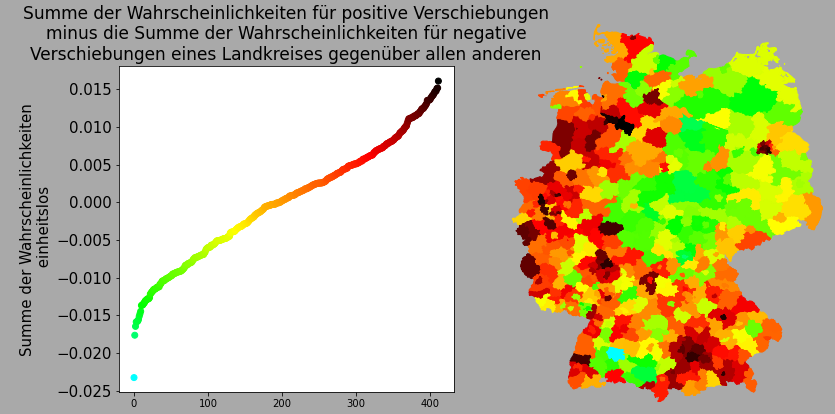 Summe der Wahrscheinlichkeiten für positive Verschiebungen
minus die Summe der Wahrscheinlichkeiten für negative
Verschiebungen eines Landkreises gegenüber allen anderen
Summe der Wahrscheinlichkeiten
einheitslos
0.015
0.010
0.005
0.000
−0.005
−0.010
−0.015
−0.020
−0.025
0
100
200
300
400